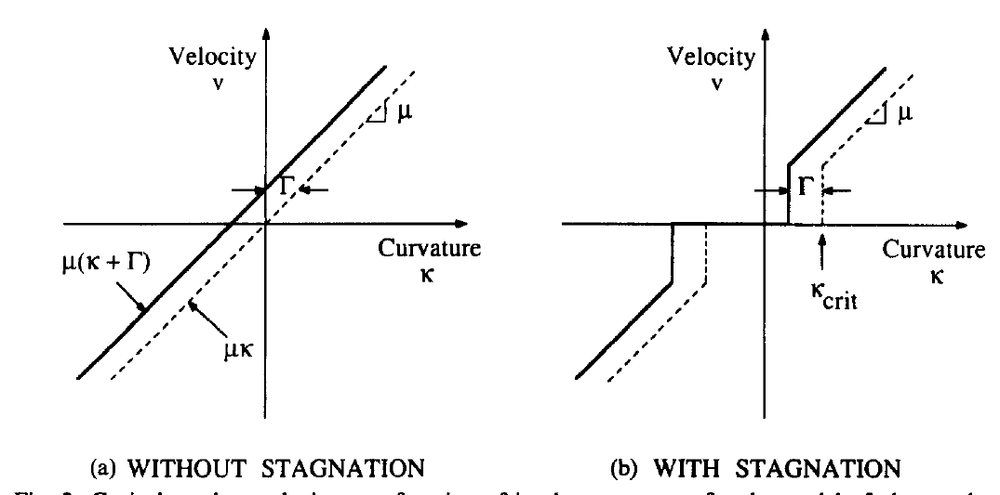 Velocity
v
μ
Γ
Curvature
κ
μ(κ + Γ)
μκ
(a) WITHOUT STAGNATION
Velocity
v
μ
Γ
Curvature
κ
κcrit
(b) WITH STAGNATION